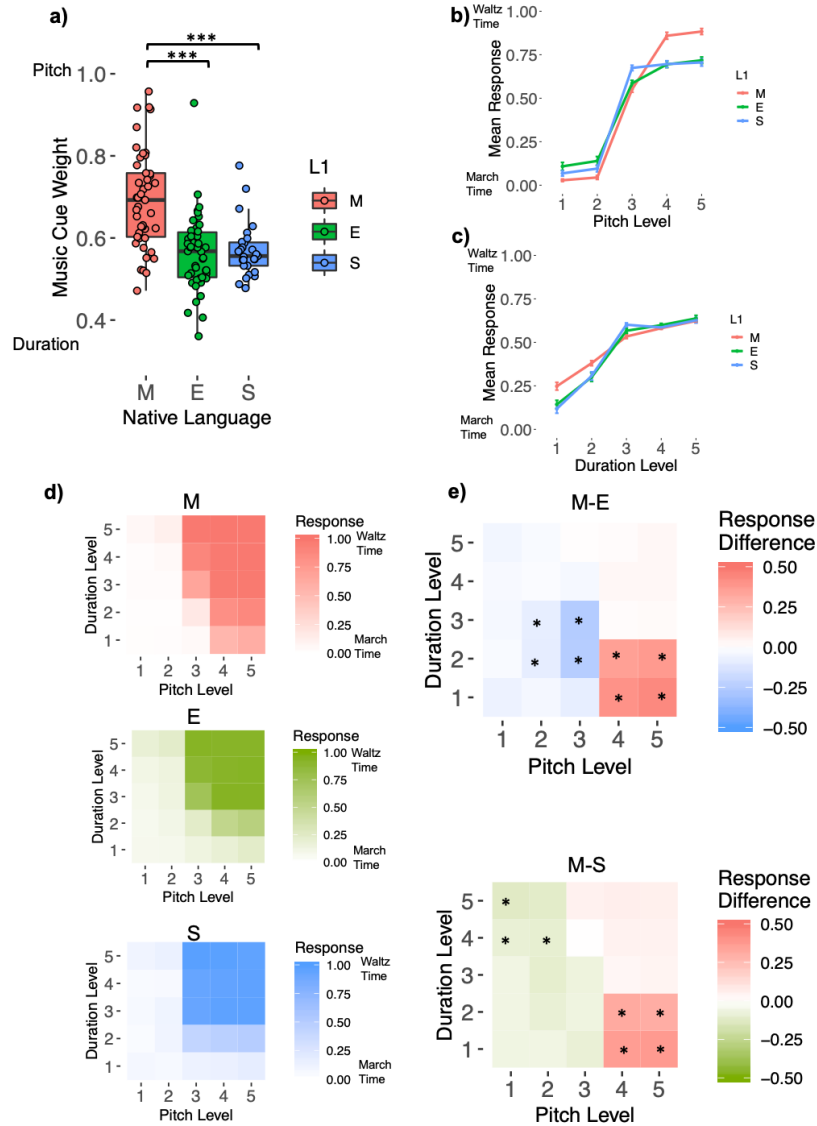 a)
***
***
Pitch
1.0
0.8
0.6
0.4
Duration
Music Cue Weight
M E S
Native Language
L1
M
E
S
b)
Waltz
Time
1.00
0.75
0.50
0.25
March
Time
0.00
Mean Response
1 2 3 4 5
Pitch Level
L1
M
E
S
c)
Waltz
Time
1.00
0.75
0.50
0.25
March
Time
0.00
Mean Response
1 2 3 4 5
Duration Level
L1
M
E
S
d)
M
Duration Level
5
4
3
2
1
1 2 3 4 5
Pitch Level
Response
1.00 Waltz
Time
0.75
0.50
0.25
March
0.00 Time
E
Duration Level
5
4
3
2
1
1 2 3 4 5
Pitch Level
Response
1.00 Waltz
Time
0.75
0.50
0.25
March
0.00 Time
S
Duration Level
5
4
3
2
1
1 2 3 4 5
Pitch Level
Response
1.00 Waltz
Time
0.75
0.50
0.25
March
0.00 Time
e)
M-E
Duration Level
5
4
3 * *
2 * * * *
1 * *
1 2 3 4 5
Pitch Level
Response
Difference
0.50
0.25
0.00
−0.25
−0.50
M-S
Duration Level
5 *
4 * *
3
2 * *
1 * *
1 2 3 4 5
Pitch Level
Response
Difference
0.50
0.25
0.00
−0.25
−0.50